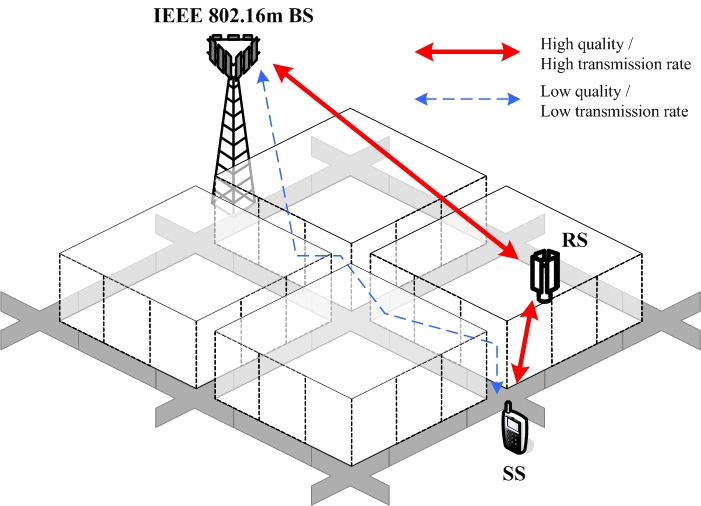 IEEE 802.16m BS
High quality /
High transmission rate
Low quality /
Low transmission rate
RS
SS